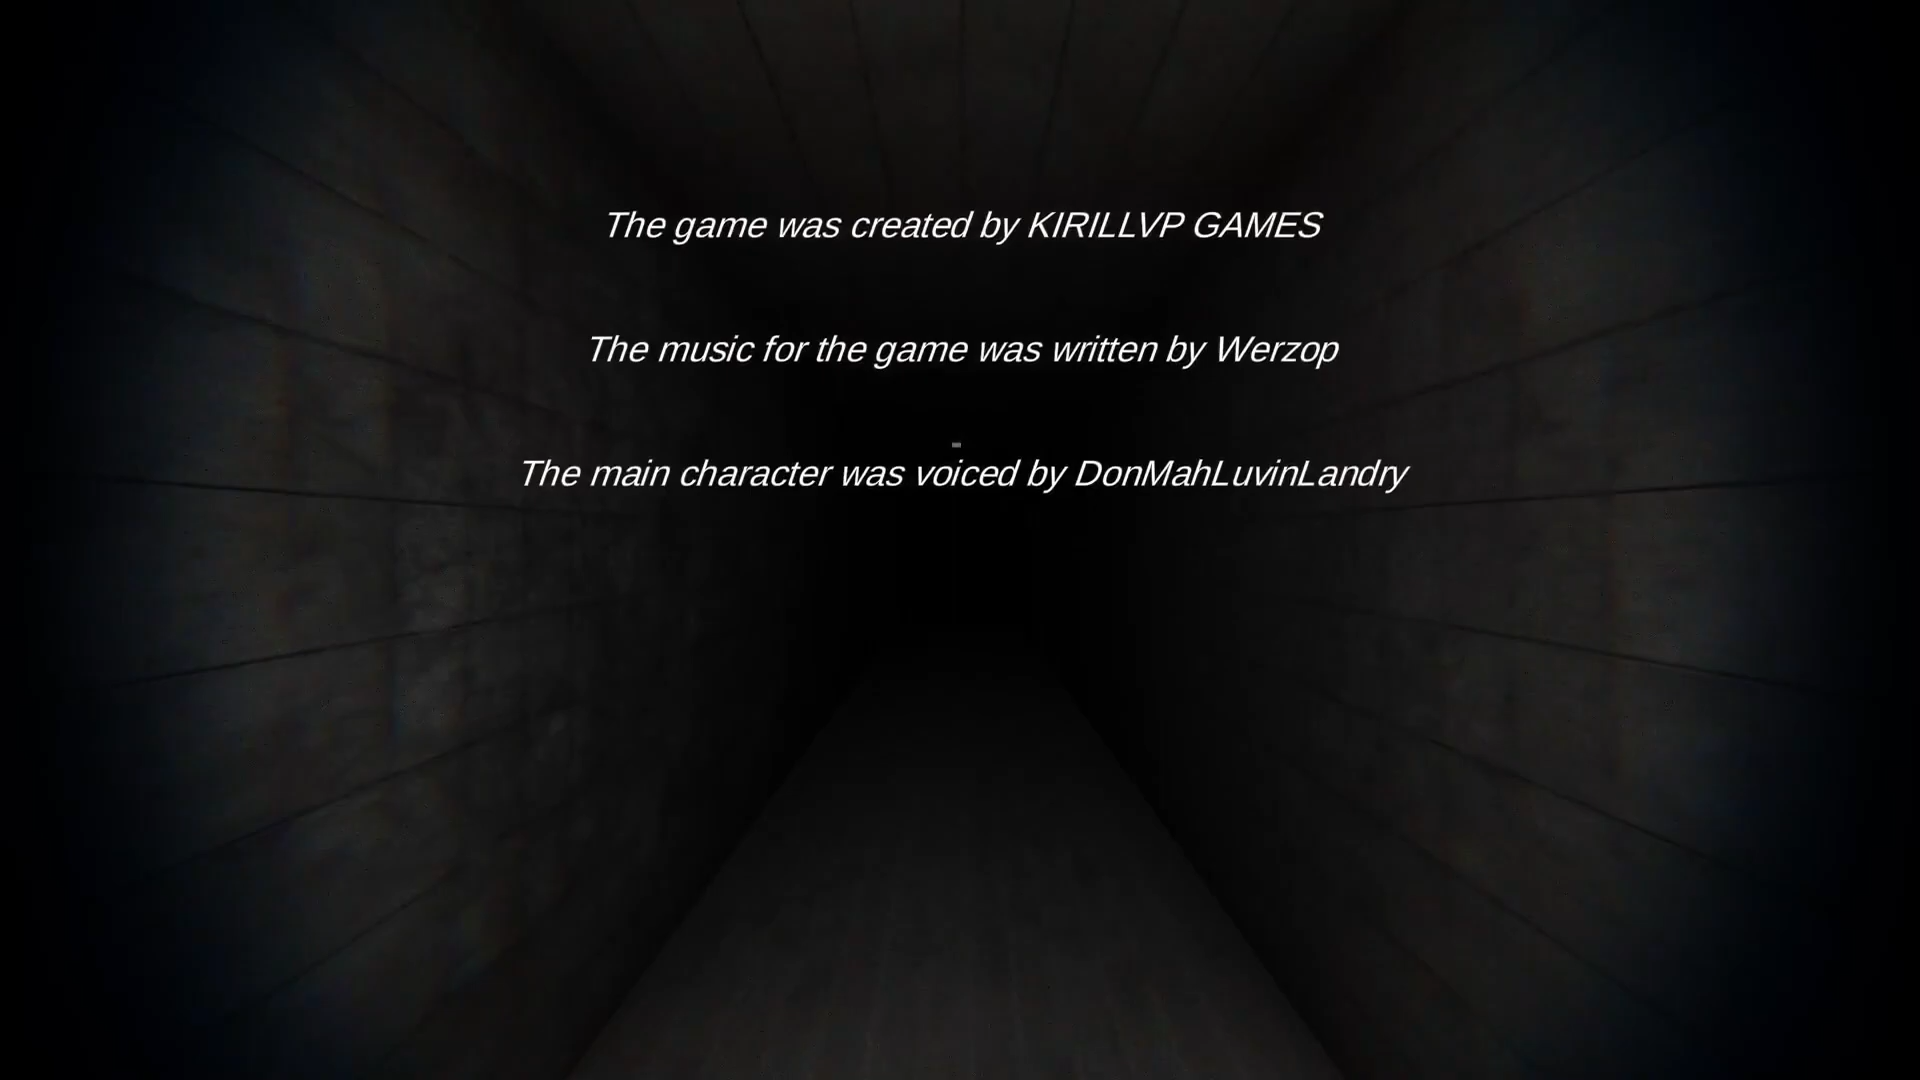 The game was created by KIRILLVP GAMES
The music for the game was written by Werzop
The main character was voiced by DonMahLuvinLandry